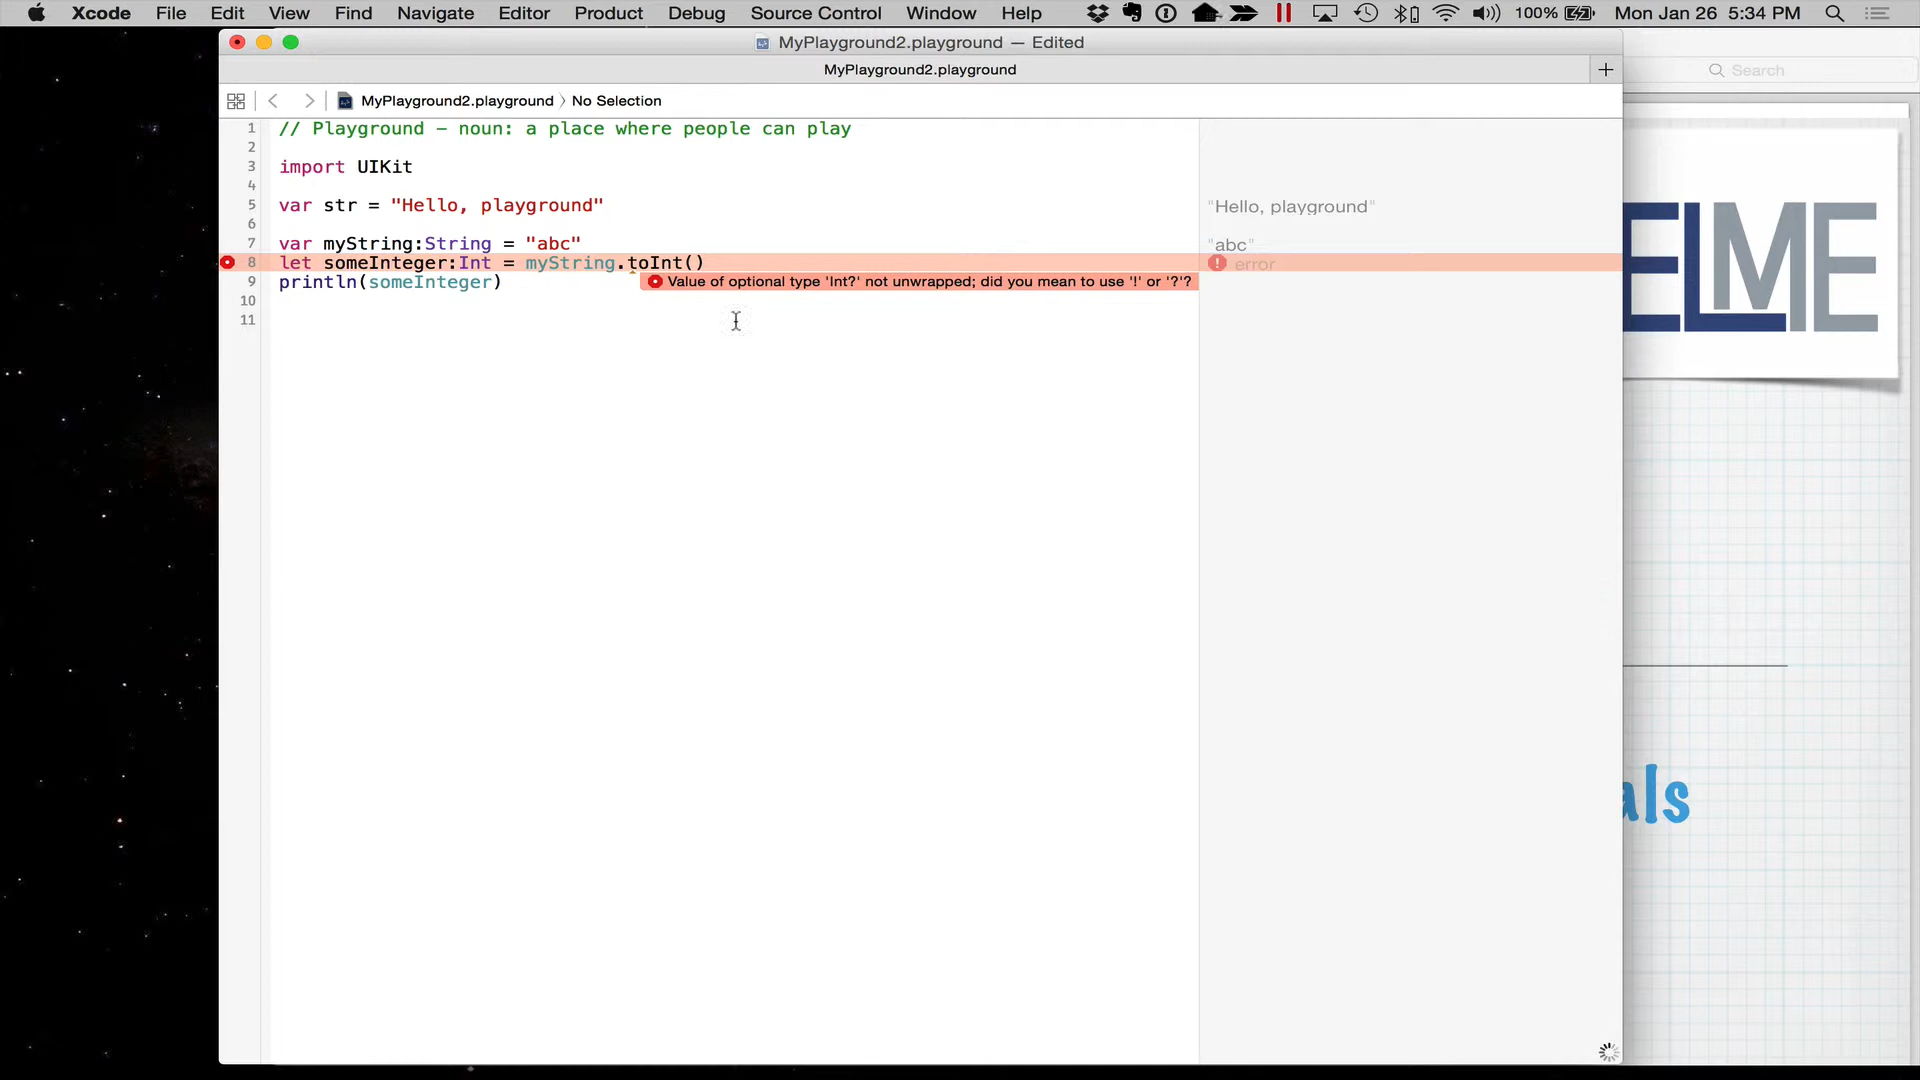 Xcode File Edit View Find Navigate Editor Product Debug Source Control Window Help 100% Mon Jan 26 5:34 PM
MyPlayground2.playground — Edited
MyPlayground2.playground
Search
MyPlayground2.playground 〉 No Selection
1 // Playground - noun: a place where people can play
2
3 import UIKit
4
5 var str = "Hello, playground"
"Hello, playground"
6
7 var myString:String = "abc"
"abc"
8 let someInteger:Int = myString.toInt()
error
9 println(someInteger)
Value of optional type 'Int?' not unwrapped; did you mean to use '!' or '?'?
10
11
ELME
als